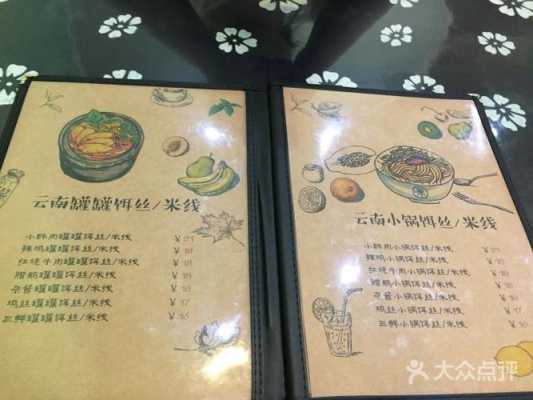 云南罐罐饵丝/米线
小酥肉罐罐饵丝/米线
辣鸡罐罐饵丝/米线 ¥18
红烧牛肉罐罐饵丝/米线 ¥18
腊鹅罐罐饵丝/米线
杂酱罐罐饵丝/米线
鸡丝罐罐饵丝/米线 ¥17
三鲜罐罐饵丝/米线
云南小锅饵丝/米线
小酥肉小锅饵丝/米线
辣鸡小锅饵丝/米线 ¥18
红烧牛肉小锅饵丝/米线 ¥18
腊鹅小锅饵丝/米线
杂酱小锅饵丝/米线
鸡丝小锅饵丝/米线 ¥17
三鲜小锅饵丝/米线
大众点评